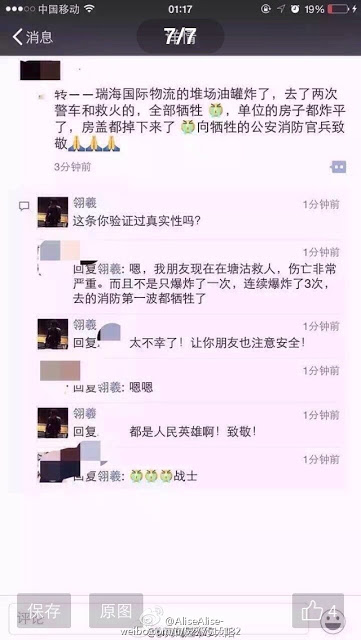 中国移动 01:17 19%
消息 7/7
转——瑞海国际物流的堆场油罐炸了，去了两次
警车和救火的，全部牺牲，单位的房子都炸平
了，房盖都掉下来了 向牺牲的公安消防官兵致
敬🙏🙏🙏
3分钟前
翎羲 1分钟前
这条你验证过真实性吗？
1分钟前
回复翎羲: 嗯，我朋友现在在塘沽救人，伤亡非常
严重。而且不是只爆炸了一次，连续爆炸了3次，
去的消防第一波都牺牲了
翎羲 1分钟前
回复 太不幸了！让你朋友也注意安全！
1分钟前
回复翎羲: 嗯嗯
翎羲 1分钟前
回复 都是人民英雄啊！致敬！
1分钟前
回复翎羲: 战士
评论 保存 原图 4
@AliseAlise-